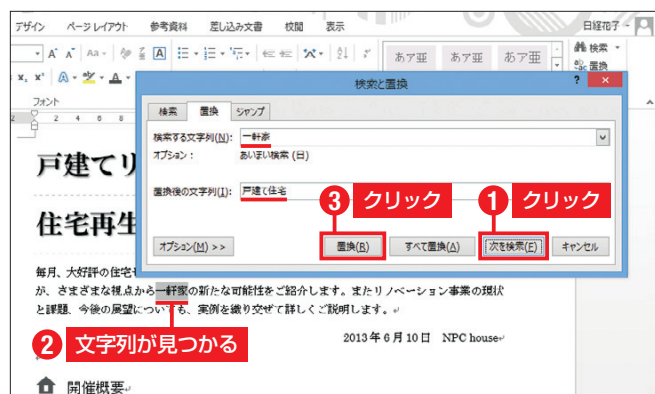 デザイン ページレイアウト 参考資料 差し込み文書 校閲 表示 日経花子
あア亜 あア亜 あア亜
検索
置換
フォント
検索と置換
検索 置換 ジャンプ
検索する文字列(N): 一軒家
オプション: あいまい検索 (日)
置換後の文字列(I): 戸建て住宅
3 クリック 1 クリック
オプション(M) >> 置換(R) すべて置換(A) 次を検索(F) キャンセル
戸建てリ
住宅再生
毎月、大好評の住宅
が、さまざまな視点から一軒家の新たな可能性をご紹介します。またリノベーション事業の現状
と課題、今後の展望についても、実例を織り交ぜて詳しくご説明します。
2 文字列が見つかる
2013年6月10日 NPC house
開催概要